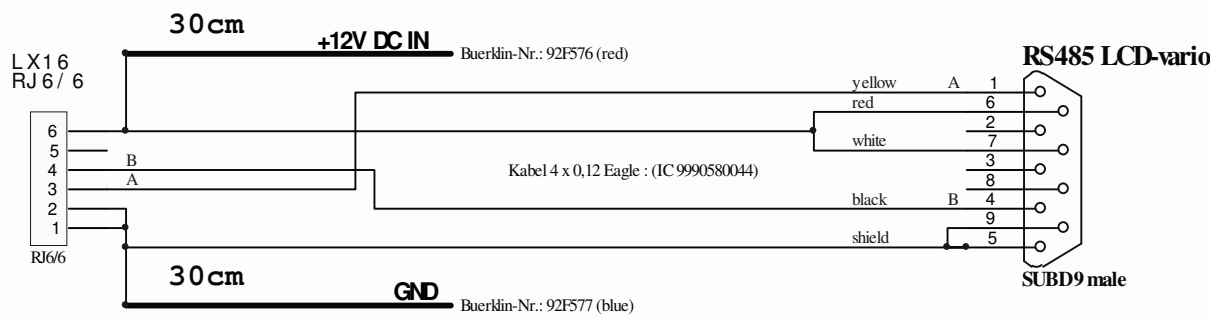 30cm
+12V DC IN
Buerklin-Nr.: 92F576 (red)
LX16
RJ6/6
RS485 LCD-vario
yellow A 1
red 6
2
white 7
3
8
black B 4
9
shield 5
6
5
4 B
3 A
2
1
Kabel 4 x 0,12 Eagle : (IC 9990580044)
RJ6/6
30cm
GND
Buerklin-Nr.: 92F577 (blue)
SUBD9 male